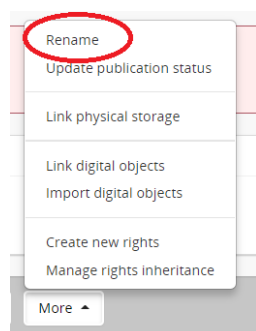 Rename
Update publication status
Link physical storage
Link digital objects
Import digital objects
Create new rights
Manage rights inheritance
More